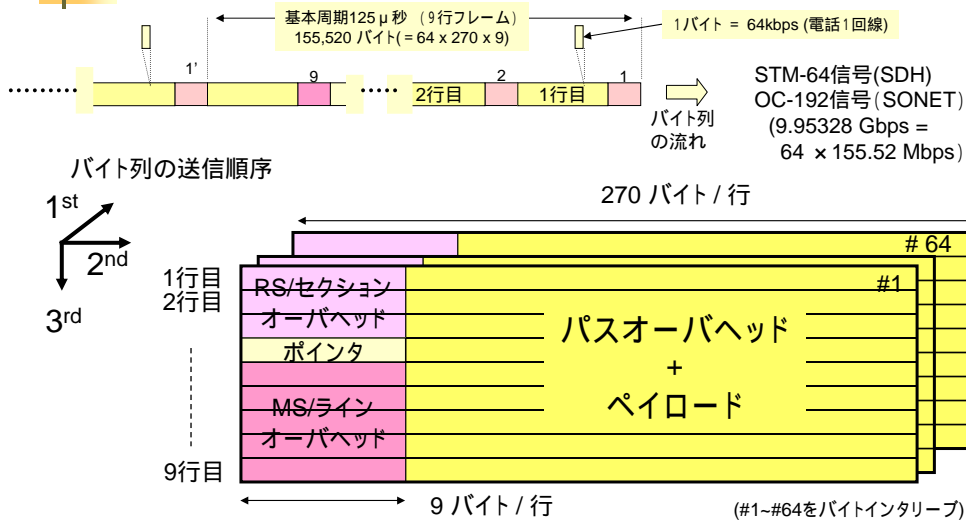 基本周期125μ秒 (9行フレーム)
155,520 バイト(= 64 x 270 x 9)
1バイト = 64kbps (電話1回線)
1'
9
2
1
2行目
1行目
バイト列
の流れ
STM-64信号(SDH)
OC-192信号(SONET)
(9.95328 Gbps =
64 × 155.52 Mbps)
バイト列の送信順序
1st
2nd
3rd
270 バイト / 行
# 64
#1
1行目
2行目
9行目
RS/セクション
オーバヘッド
ポインタ
MS/ライン
オーバヘッド
パスオーバヘッド
+
ペイロード
9 バイト / 行
(#1~#64をバイトインタリーブ)